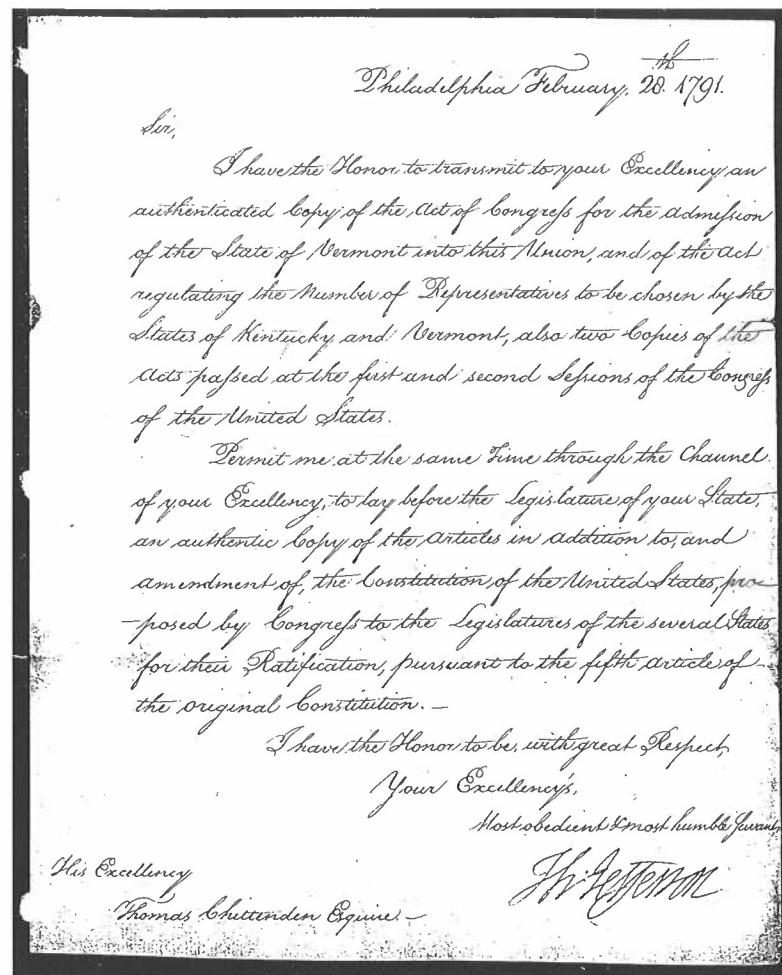 Philadelphia February. 28th. 1791.
Sir,
I have the Honor to transmit to your Excellency an
authenticated Copy of the Act of Congreſs for the Admission
of the State of Vermont into this Union, and of the Act
regulating the Number of Representatives to be chosen by the
States of Kentucky and Vermont, also two Copies of the
Acts paſsed at the first and second Seſsions of the Congreſs
of the United States.
Permit me at the same Time through the Channel
of your Excellency, to lay before the Legislature of your State,
an authentic Copy of the Articles in addition to, and
amendment of, the Constitution of the United States, pro
-posed by Congreſs to the Legislatures of the several States
for their Ratification, pursuant to the fifth Article of
the original Constitution. —
I have the Honor to be, with great Respect,
Your Excellency's,
Most obedient & most humble Servant,
Th: Jefferson
His Excellency
Thomas Chittenden Esquire. —